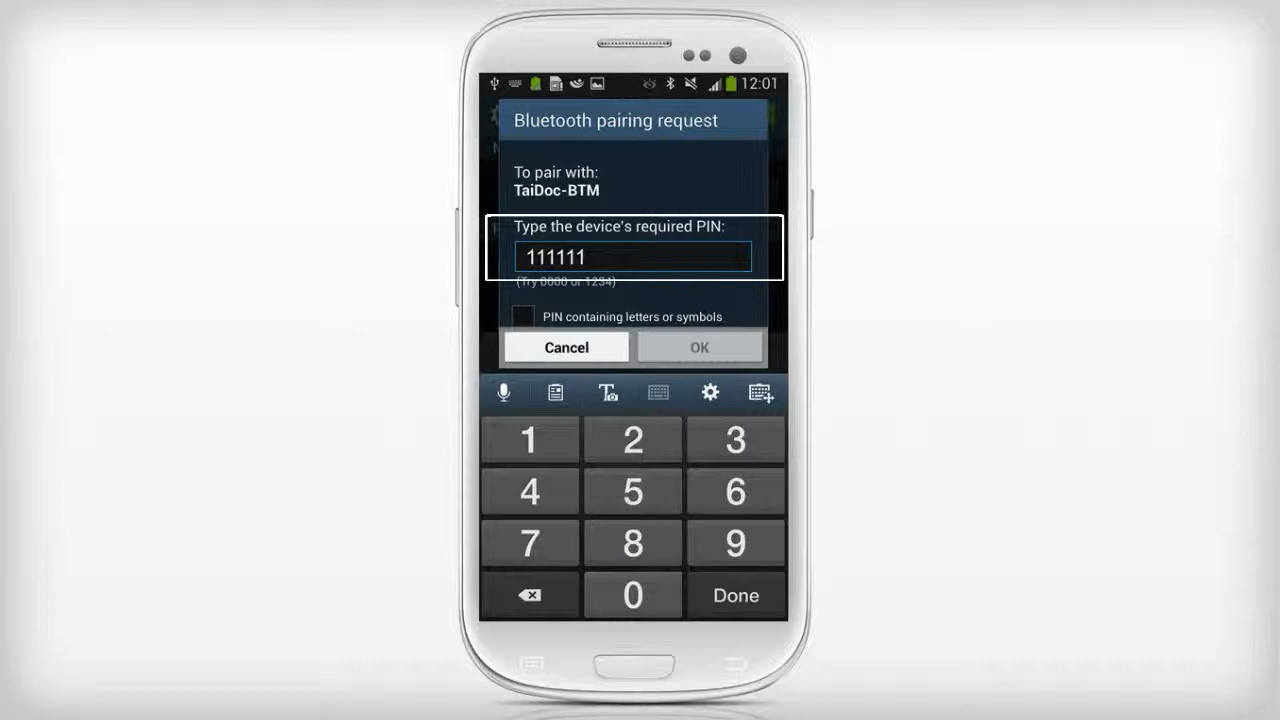 12:01
Bluetooth pairing request
To pair with:
TaiDoc-BTM
Type the device's required PIN:
111111
(Try 0000 or 1234)
PIN containing letters or symbols
Cancel OK
1 2 3
4 5 6
7 8 9
0 Done